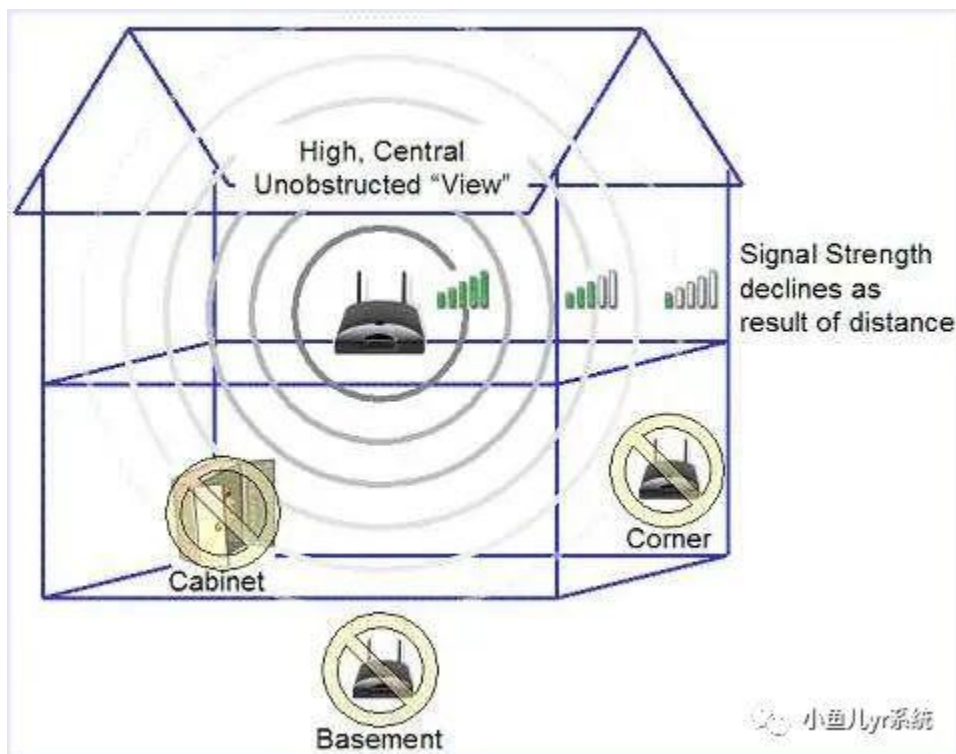 High, Central
Unobstructed “View”
Signal Strength
declines as
result of distance
Corner
Cabinet
Basement
小鱼儿yr系统